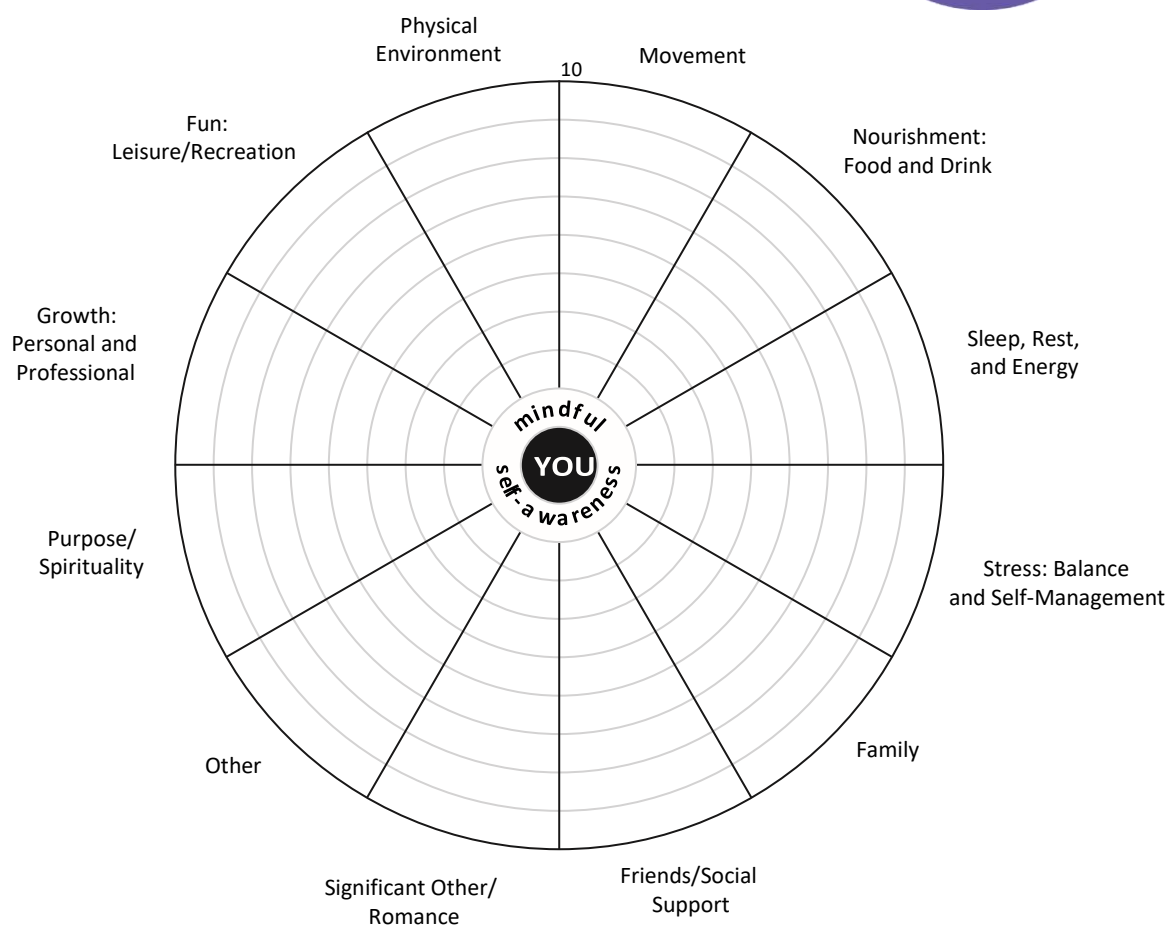 Physical
Environment
10
Movement
Fun:
Leisure/Recreation
Nourishment:
Food and Drink
Growth:
Personal and
Professional
Sleep, Rest,
and Energy
mindful
YOU
self-awareness
Purpose/
Spirituality
Stress: Balance
and Self-Management
Other
Family
Significant Other/
Romance
Friends/Social
Support